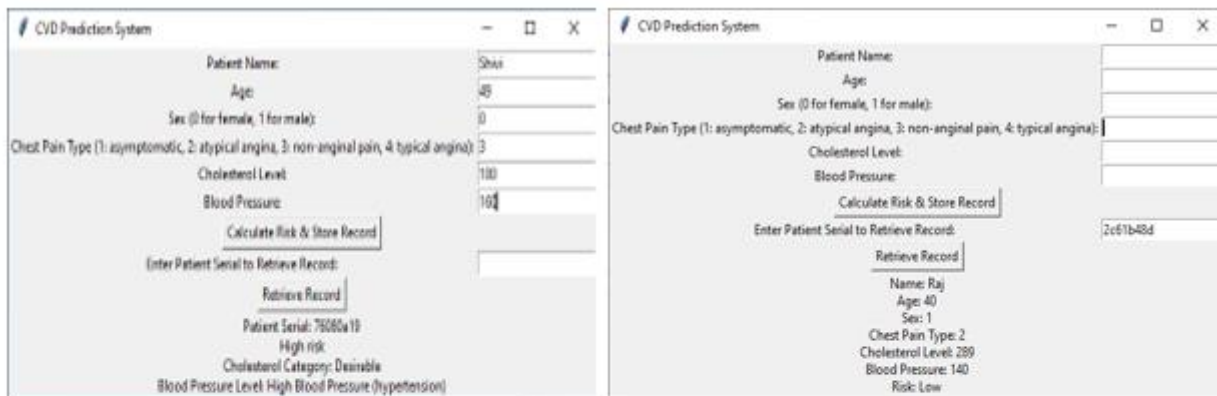 CVD Prediction System
Patient Name: Shivi
Age: 49
Sex (0 for female, 1 for male): 0
Chest Pain Type (1: asymptomatic, 2: atypical angina, 3: non-anginal pain, 4: typical angina): 3
Cholesterol Level:
Blood Pressure:
Calculate Risk & Store Record
Enter Patient Serial to Retrieve Record:
Retrieve Record
Patient Serial: 76060a19
High risk
Cholesterol Category: Desirable
Blood Pressure Level: High Blood Pressure (hypertension)
CVD Prediction System
Patient Name:
Age:
Sex (0 for female, 1 for male):
Chest Pain Type (1: asymptomatic, 2: atypical angina, 3: non-anginal pain, 4: typical angina):
Cholesterol Level:
Blood Pressure:
Calculate Risk & Store Record
Enter Patient Serial to Retrieve Record: 2c61b48d
Retrieve Record
Name: Raj
Age: 40
Sex: 1
Chest Pain Type: 2
Cholesterol Level: 289
Blood Pressure: 140
Risk: Low